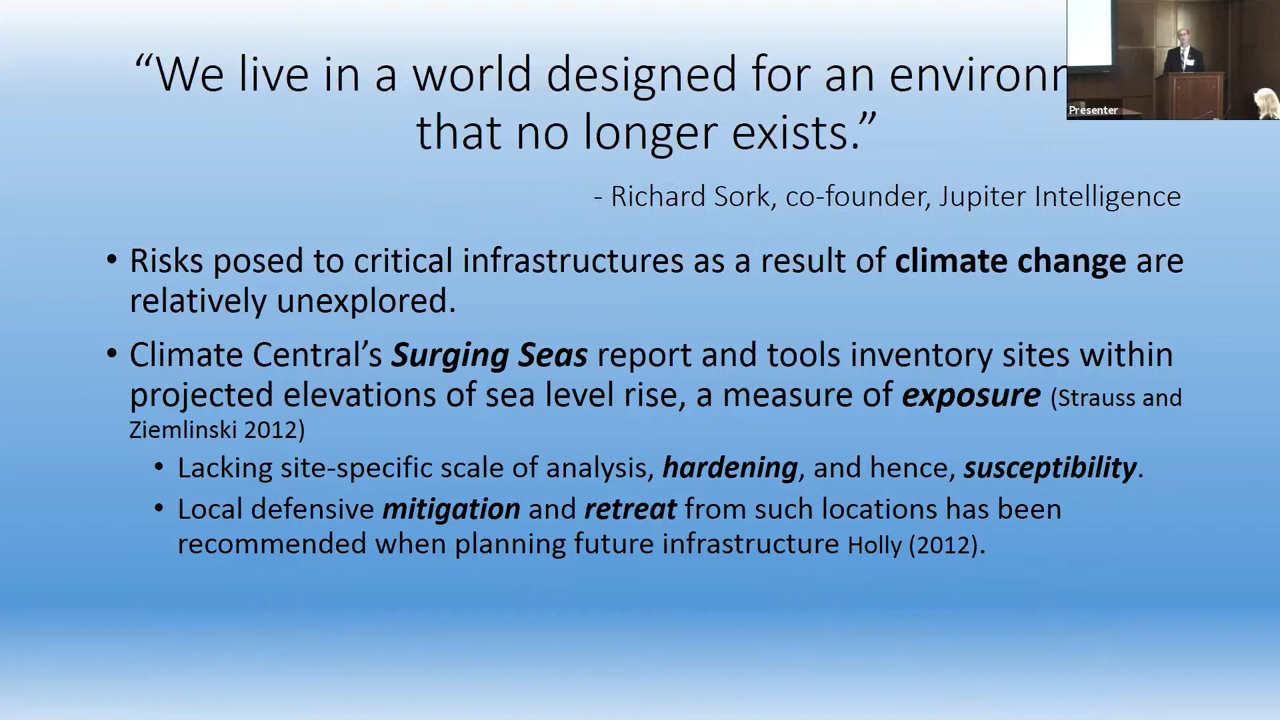 “We live in a world designed for an environm
that no longer exists.”
Presenter
- Richard Sork, co-founder, Jupiter Intelligence
• Risks posed to critical infrastructures as a result of climate change are
relatively unexplored.
• Climate Central’s Surging Seas report and tools inventory sites within
projected elevations of sea level rise, a measure of exposure (Strauss and
Ziemlinski 2012)
• Lacking site-specific scale of analysis, hardening, and hence, susceptibility.
• Local defensive mitigation and retreat from such locations has been
recommended when planning future infrastructure Holly (2012).